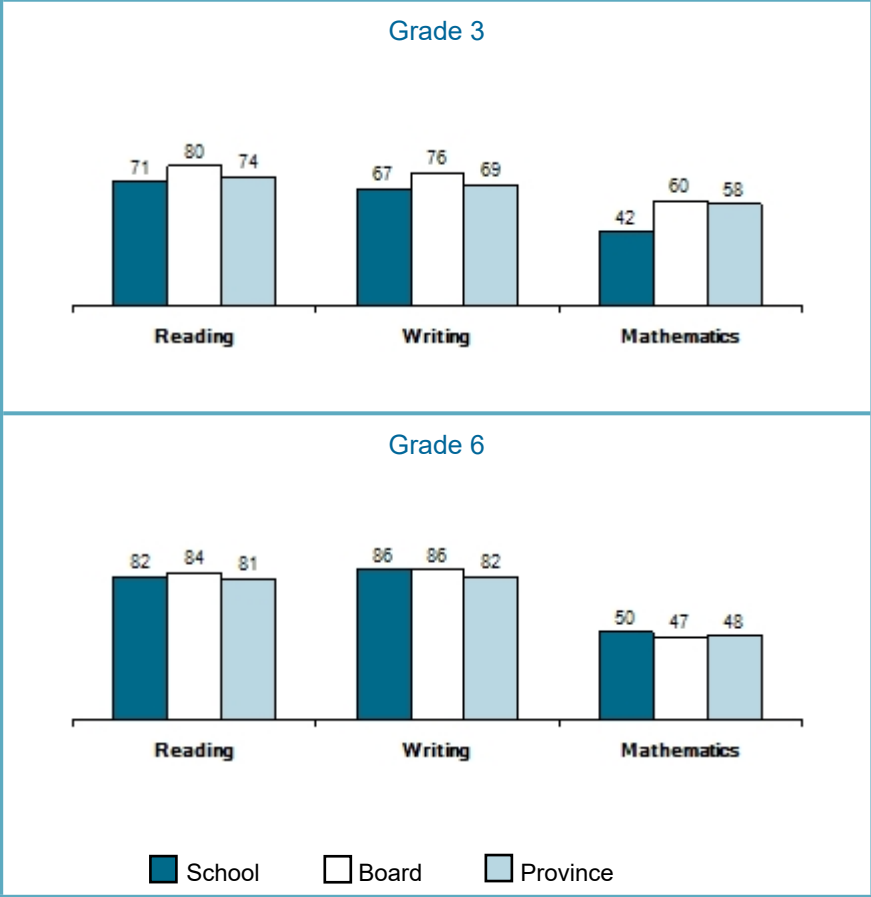 Grade 3
71 80 74 67 76 69 42 60 58
Reading Writing Mathematics
Grade 6
82 84 81 86 86 82 50 47 48
Reading Writing Mathematics
School Board Province